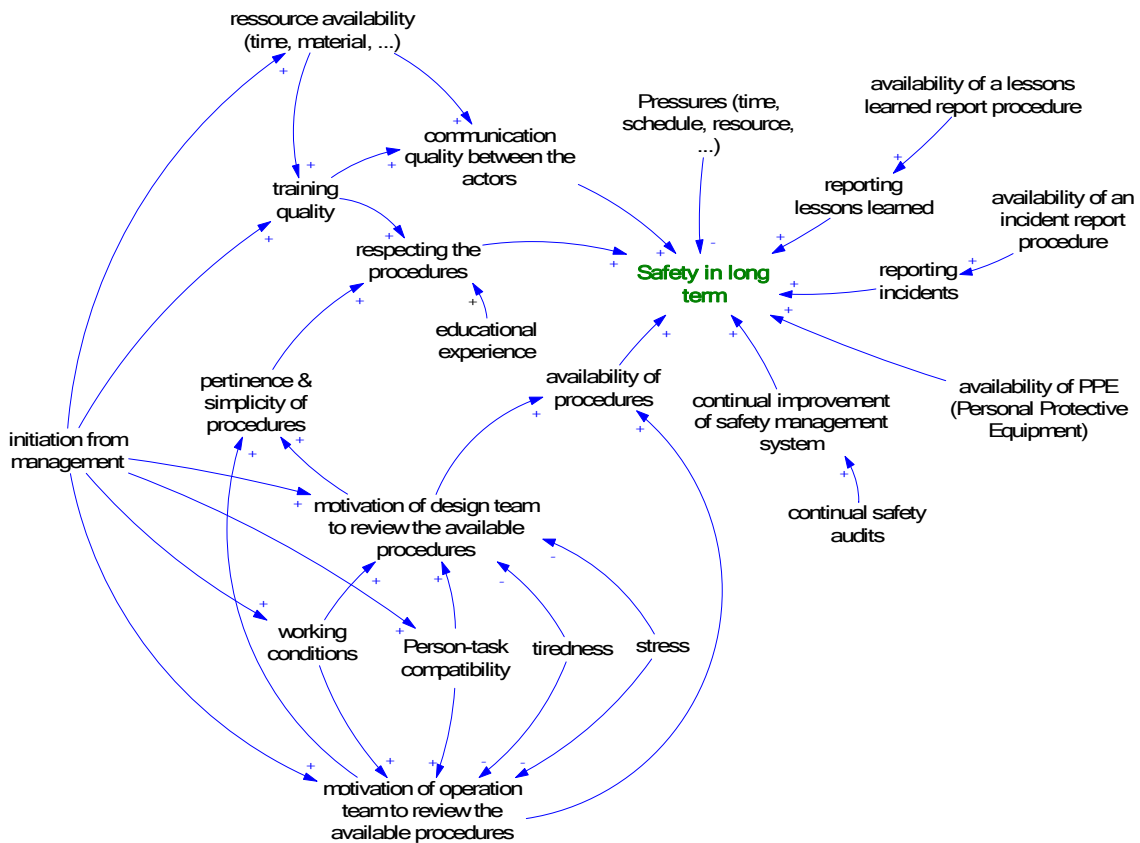 ressource availability
(time, material, ...)
Pressures (time,
schedule, resource,
...)
availability of a lessons
learned report procedure
communication
quality between the
actors
training
quality
reporting
lessons learned
availability of an
incident report
procedure
respecting the
procedures
Safety in long
term
reporting
incidents
educational
experience
pertinence &
simplicity of
procedures
availability of
procedures
continual improvement
of safety management
system
availability of PPE
(Personal Protective
Equipment)
initiation from
management
motivation of design team
to review the available
procedures
continual safety
audits
working
conditions
Person-task
compatibility
tiredness
stress
motivation of operation
team to review the
available procedures